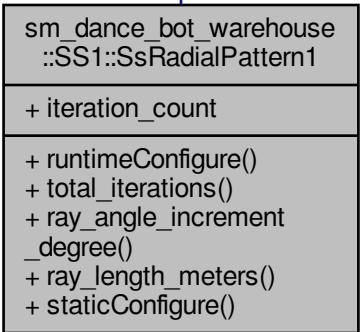 sm_dance_bot_warehouse
::SS1::SsRadialPattern1
+ iteration_count
+ runtimeConfigure()
+ total_iterations()
+ ray_angle_increment
_degree()
+ ray_length_meters()
+ staticConfigure()